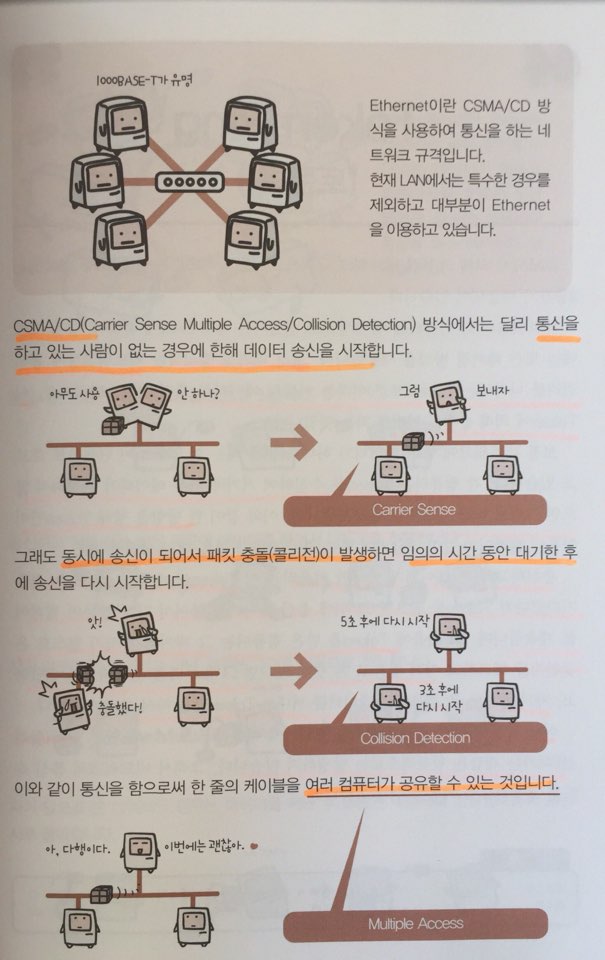 1000BASE-T가 유명
Ethernet이란 CSMA/CD 방
식을 사용하여 통신을 하는 네
트워크 규격입니다.
현재 LAN에서는 특수한 경우를
제외하고 대부분이 Ethernet
을 이용하고 있습니다.
CSMA/CD(Carrier Sense Multiple Access/Collision Detection) 방식에서는 달리 통신을
하고 있는 사람이 없는 경우에 한해 데이터 송신을 시작합니다.
아무도 사용 안 하나?
그럼 보내자
Carrier Sense
그래도 동시에 송신이 되어서 패킷 충돌(콜리전)이 발생하면 임의의 시간 동안 대기한 후
에 송신을 다시 시작합니다.
앗!
충돌했다!
5초 후에 다시 시작
3초 후에
다시 시작
Collision Detection
이와 같이 통신을 함으로써 한 줄의 케이블을 여러 컴퓨터가 공유할 수 있는 것입니다.
아, 다행이다. 이번에는 괜찮아.
Multiple Access